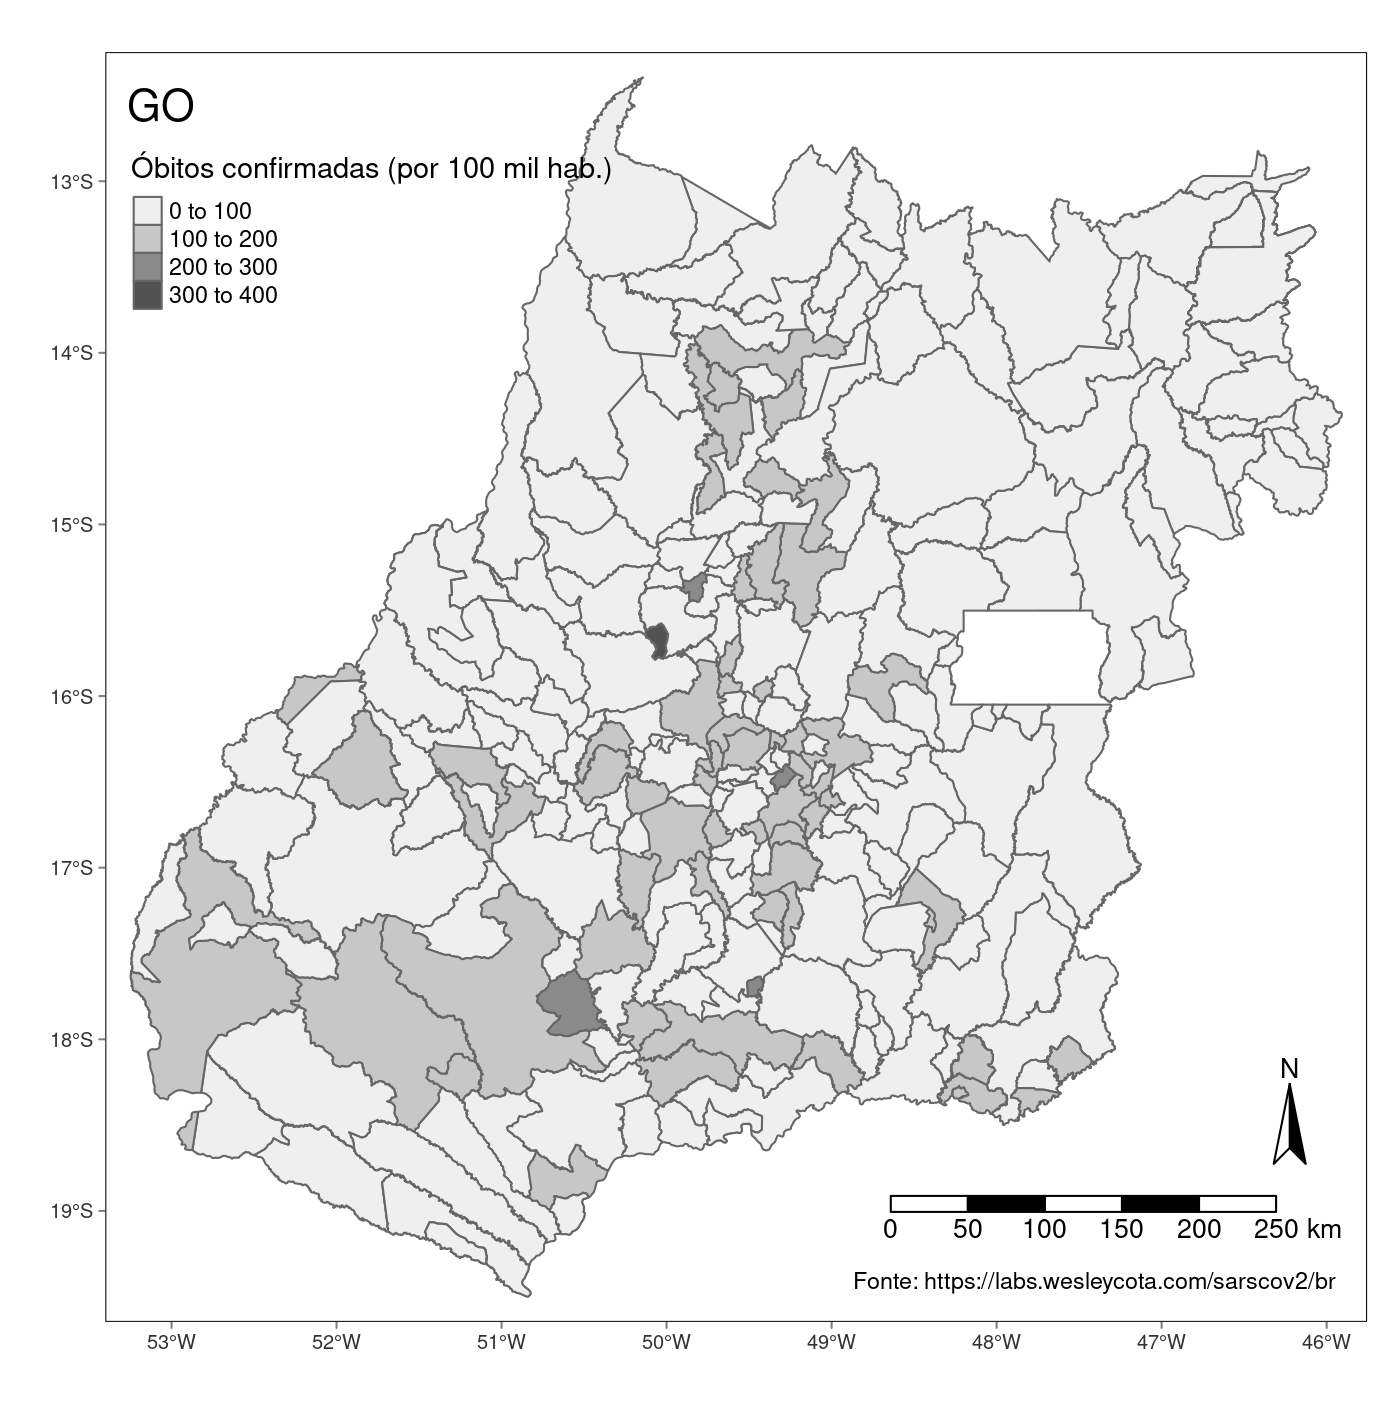 GO
Óbitos confirmadas (por 100 mil hab.)
0 to 100
100 to 200
200 to 300
300 to 400
13°S
14°S
15°S
16°S
17°S
18°S
19°S
N
0 50 100 150 200 250 km
Fonte: https://labs.wesleycota.com/sarscov2/br
53°W 52°W 51°W 50°W 49°W 48°W 47°W 46°W